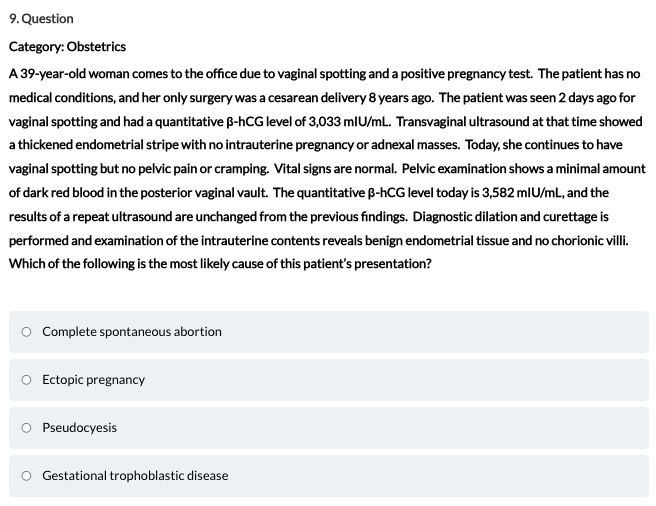 9. Question
Category: Obstetrics
A 39-year-old woman comes to the office due to vaginal spotting and a positive pregnancy test. The patient has no
medical conditions, and her only surgery was a cesarean delivery 8 years ago. The patient was seen 2 days ago for
vaginal spotting and had a quantitative β-hCG level of 3,033 mIU/mL. Transvaginal ultrasound at that time showed
a thickened endometrial stripe with no intrauterine pregnancy or adnexal masses. Today, she continues to have
vaginal spotting but no pelvic pain or cramping. Vital signs are normal. Pelvic examination shows a minimal amount
of dark red blood in the posterior vaginal vault. The quantitative β-hCG level today is 3,582 mIU/mL, and the
results of a repeat ultrasound are unchanged from the previous findings. Diagnostic dilation and curettage is
performed and examination of the intrauterine contents reveals benign endometrial tissue and no chorionic villi.
Which of the following is the most likely cause of this patient's presentation?
Complete spontaneous abortion
Ectopic pregnancy
Pseudocyesis
Gestational trophoblastic disease